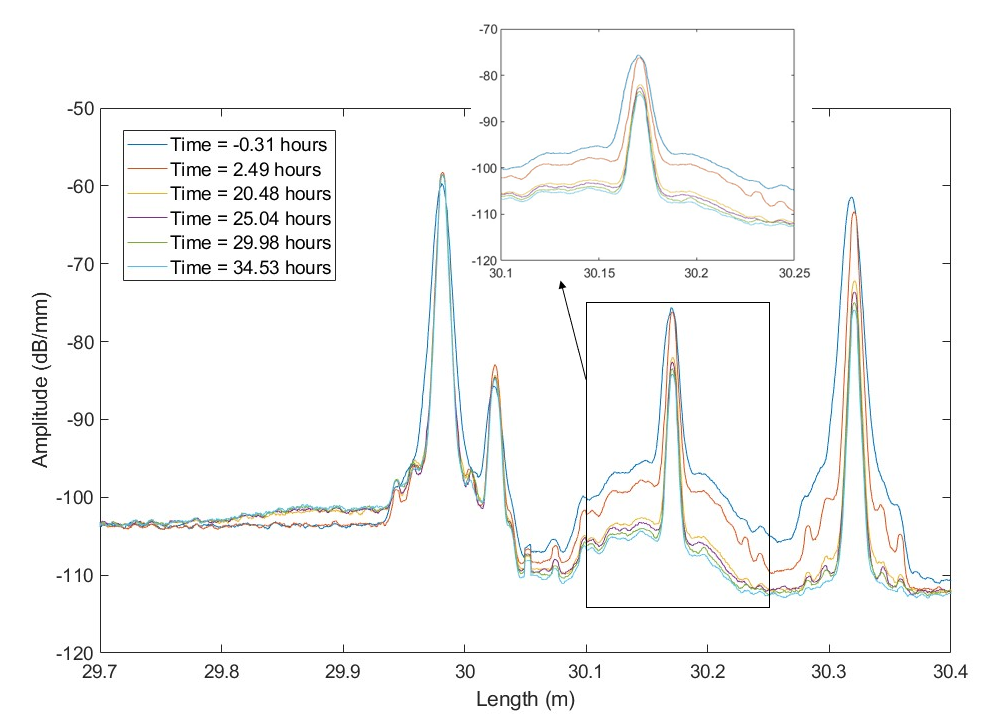 -70
-80
-90
-100
-110
-120
30.1 30.15 30.2 30.25
-50
-60
-70
-80
-90
-100
-110
-120
Amplitude (dB/mm)
Time = -0.31 hours
Time = 2.49 hours
Time = 20.48 hours
Time = 25.04 hours
Time = 29.98 hours
Time = 34.53 hours
29.7 29.8 29.9 30 30.1 30.2 30.3 30.4
Length (m)